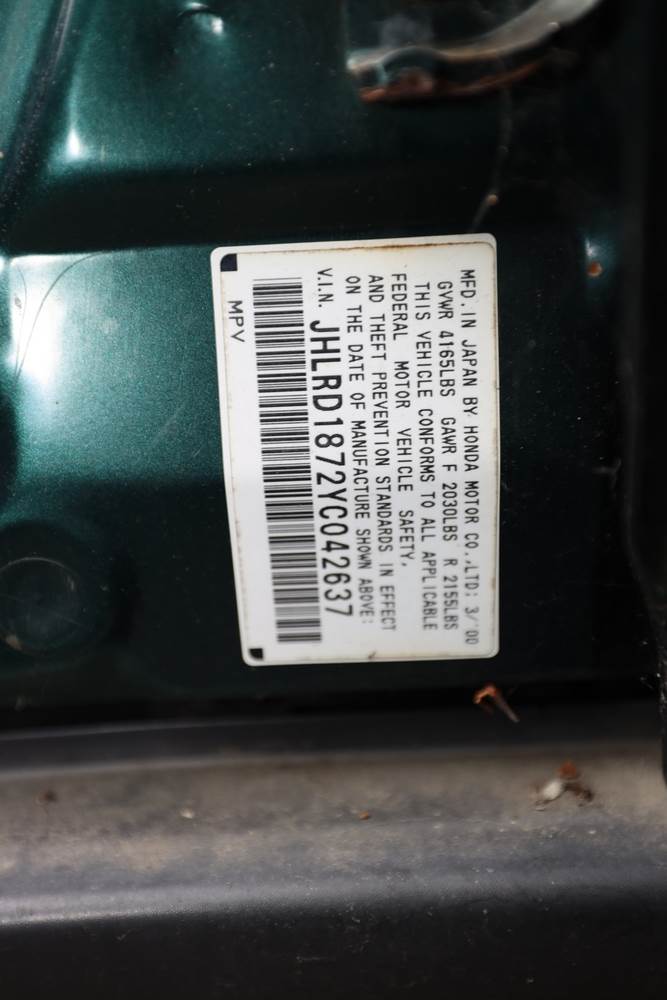 MFD. IN JAPAN BY HONDA MOTOR CO.,LTD: 3/'00
GVWR 4165LBS GAWR F 2030LBS R 2155LBS
THIS VEHICLE CONFORMS TO ALL APPLICABLE
FEDERAL MOTOR VEHICLE SAFETY,
AND THEFT PREVENTION STANDARDS IN EFFECT
ON THE DATE OF MANUFACTURE SHOWN ABOVE:
V.I.N. JHLRD1872YC042637
MPV